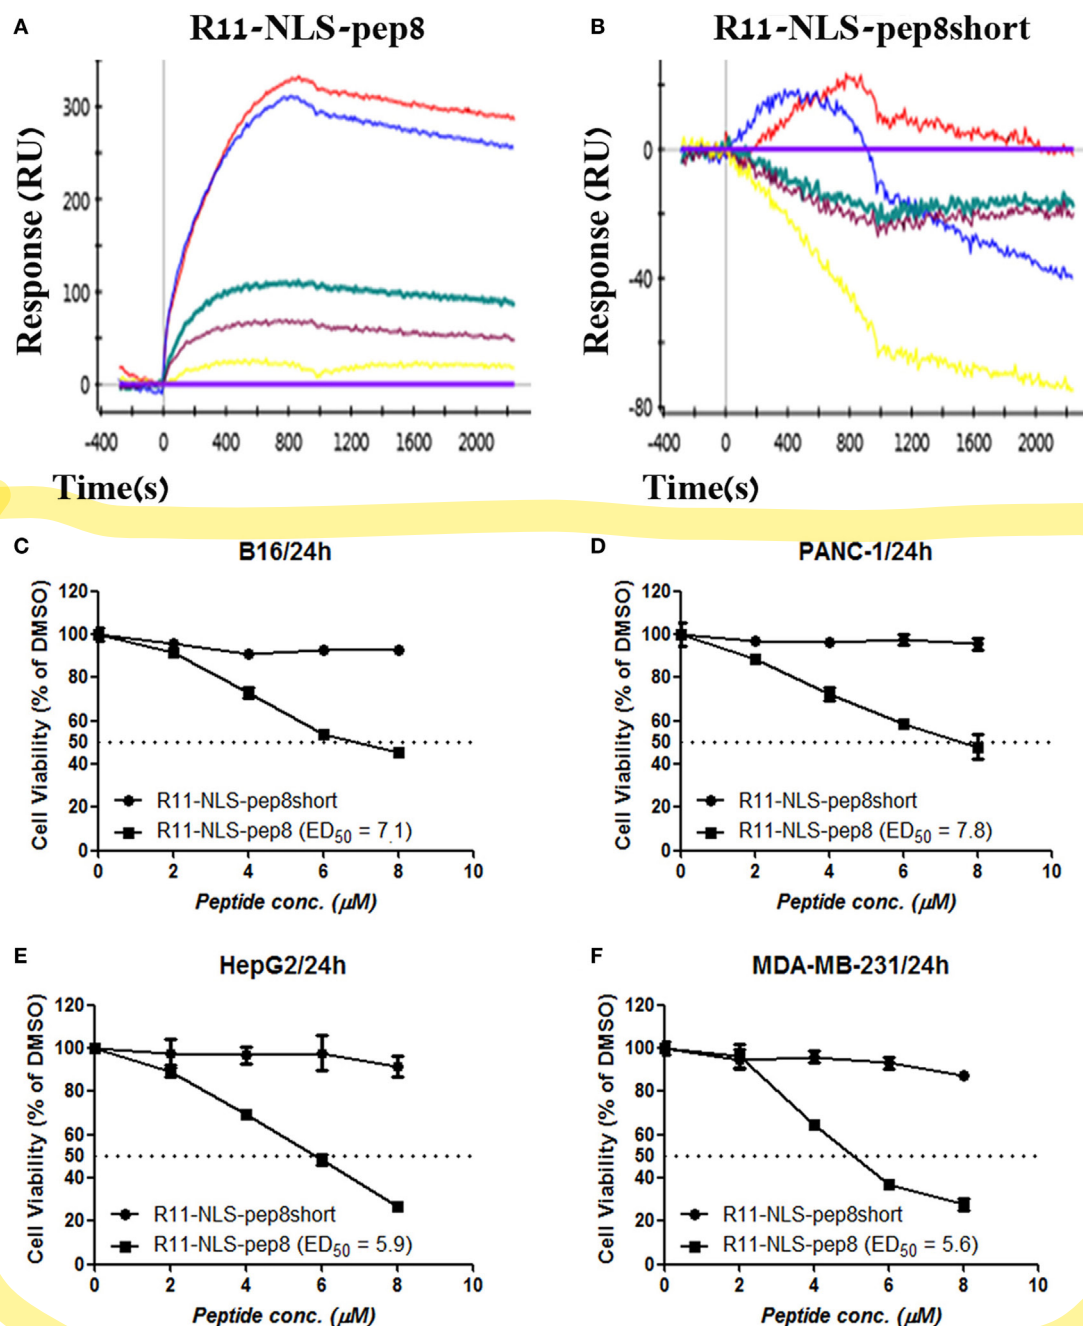 A
R11-NLS-pep8
B
R11-NLS-pep8short
Response (RU)
300
200
100
0
-400 0 400 800 1200 1600 2000
Time(s)
Response (RU)
0
-40
-80
-400 0 400 800 1200 1600 2000
Time(s)
C
B16/24h
Cell Viability (% of DMSO)
120
100
80
60
50
40
20
0
R11-NLS-pep8short
R11-NLS-pep8 (ED50 = 7.1)
0 2 4 6 8 10
Peptide conc. (μM)
D
PANC-1/24h
Cell Viability (% of DMSO)
120
100
80
60
50
40
20
0
R11-NLS-pep8short
R11-NLS-pep8 (ED50 = 7.8)
0 2 4 6 8 10
Peptide conc. (μM)
E
HepG2/24h
Cell Viability (% of DMSO)
120
100
80
60
50
40
20
0
R11-NLS-pep8short
R11-NLS-pep8 (ED50 = 5.9)
0 2 4 6 8 10
Peptide conc. (μM)
F
MDA-MB-231/24h
Cell Viability (% of DMSO)
120
100
80
60
50
40
20
0
R11-NLS-pep8short
R11-NLS-pep8 (ED50 = 5.6)
0 2 4 6 8 10
Peptide conc. (μM)